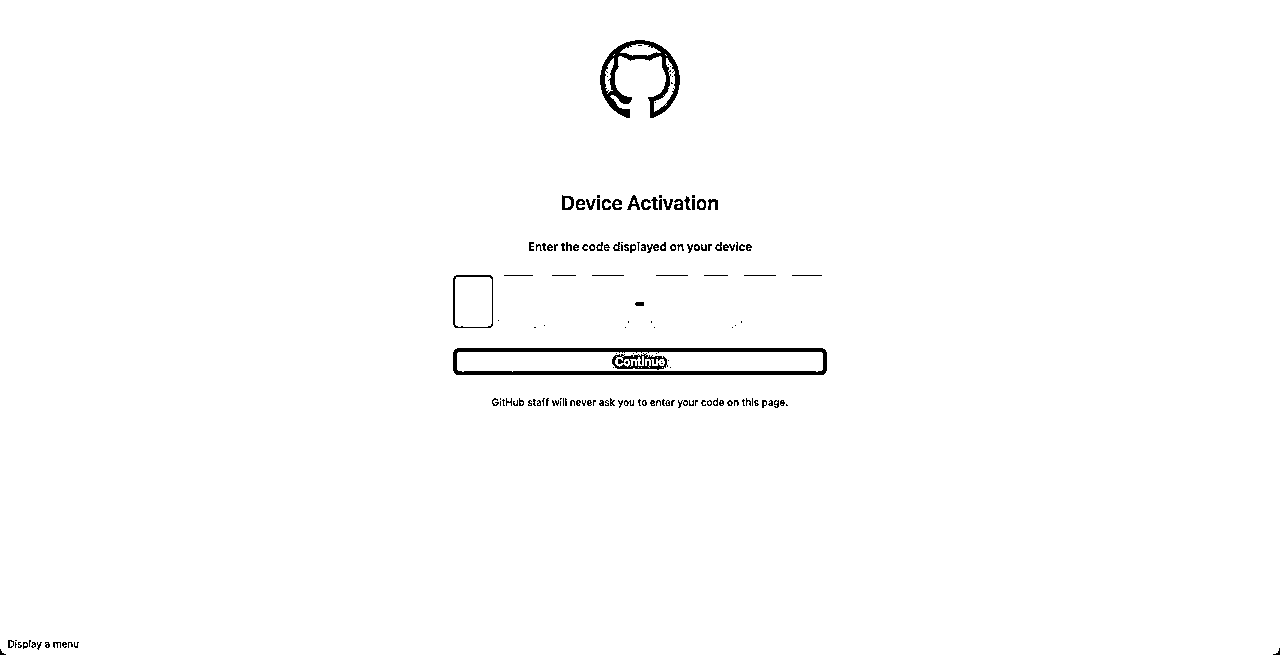 Device Activation
Enter the code displayed on your device
-
Continue
GitHub staff will never ask you to enter your code on this page.
Display a menu